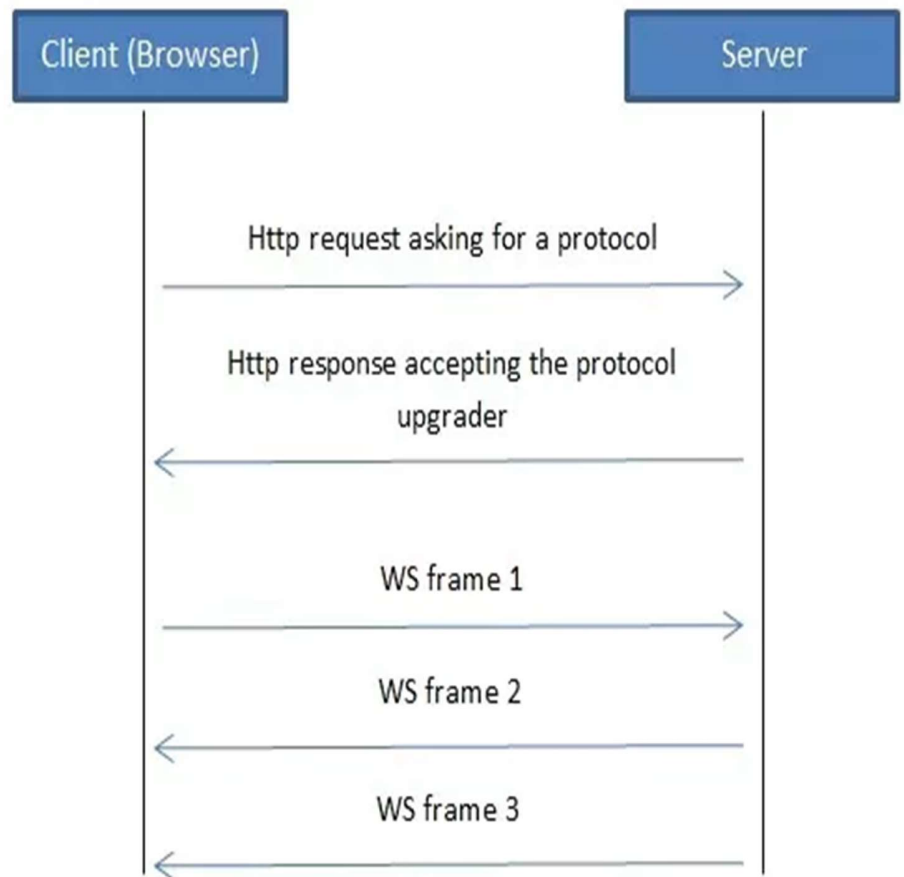 Client (Browser)
Server
Http request asking for a protocol
Http response accepting the protocol
upgrader
WS frame 1
WS frame 2
WS frame 3